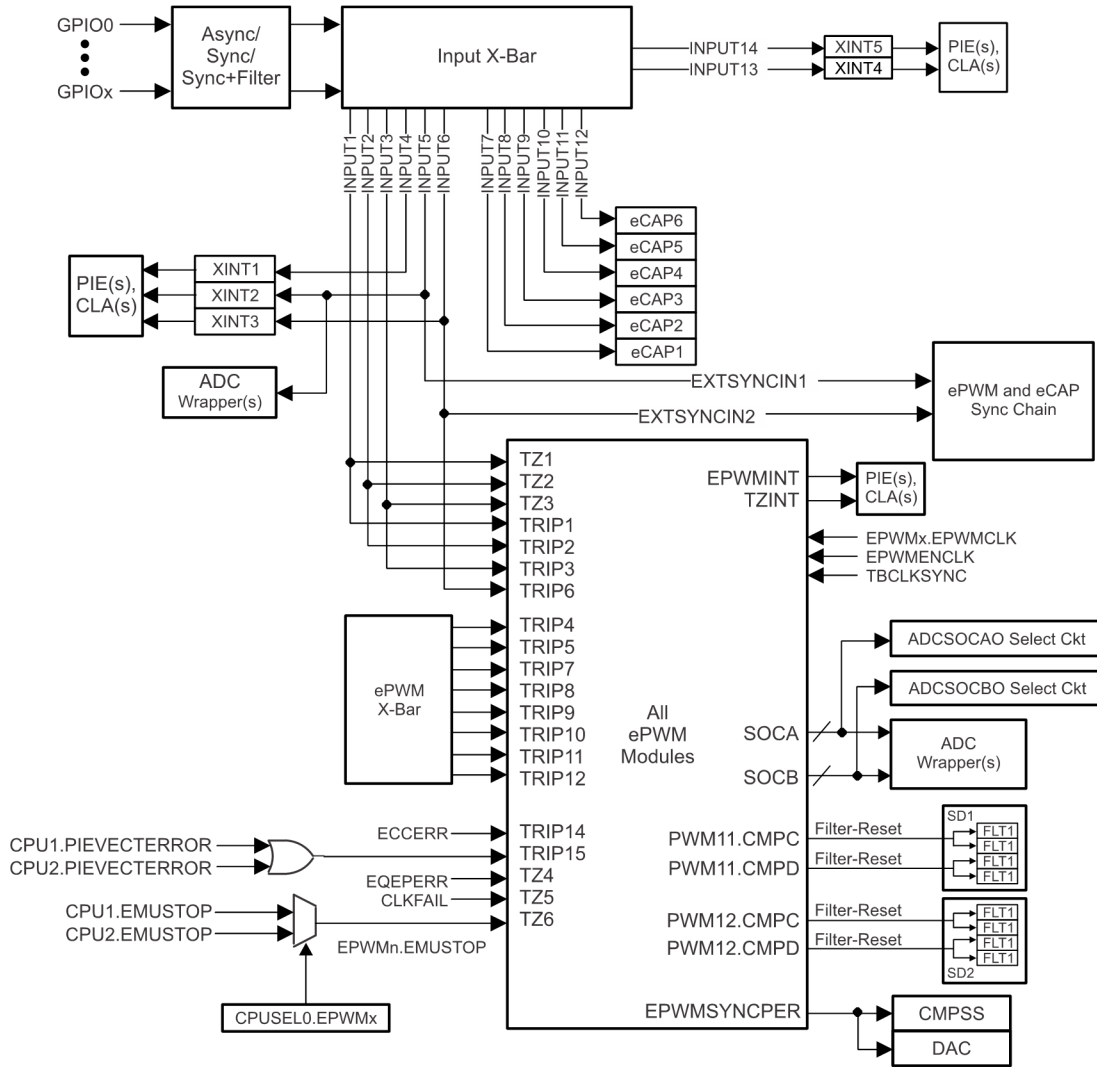 GPIO0
GPIOx
Async/
Sync/
Sync+Filter
Input X-Bar
INPUT14
INPUT13
XINT5
XINT4
PIE(s),
CLA(s)
INPUT1
INPUT2
INPUT3
INPUT4
INPUT5
INPUT6
INPUT7
INPUT8
INPUT9
INPUT10
INPUT11
INPUT12
eCAP6
eCAP5
eCAP4
eCAP3
eCAP2
eCAP1
PIE(s),
CLA(s)
XINT1
XINT2
XINT3
ADC
Wrapper(s)
EXTSYNCIN1
EXTSYNCIN2
ePWM and eCAP
Sync Chain
TZ1
TZ2
TZ3
TRIP1
TRIP2
TRIP3
TRIP6
EPWMINT
TZINT
PIE(s),
CLA(s)
EPWMx.EPWMCLK
EPWMENCLK
TBCLKSYNC
ePWM
X-Bar
TRIP4
TRIP5
TRIP7
TRIP8
TRIP9
TRIP10
TRIP11
TRIP12
All
ePWM
Modules
SOCA
SOCB
ADCSOCAO Select Ckt
ADCSOCBO Select Ckt
ADC
Wrapper(s)
CPU1.PIEVECTERROR
CPU2.PIEVECTERROR
ECCERR
TRIP14
TRIP15
EQEPERR
TZ4
CLKFAIL
TZ5
TZ6
CPU1.EMUSTOP
CPU2.EMUSTOP
EPWMn.EMUSTOP
CPUSEL0.EPWMx
PWM11.CMPC
Filter-Reset
PWM11.CMPD
Filter-Reset
SD1
FLT1
FLT1
FLT1
FLT1
PWM12.CMPC
Filter-Reset
PWM12.CMPD
Filter-Reset
FLT1
FLT1
FLT1
FLT1
SD2
EPWMSYNCPER
CMPSS
DAC